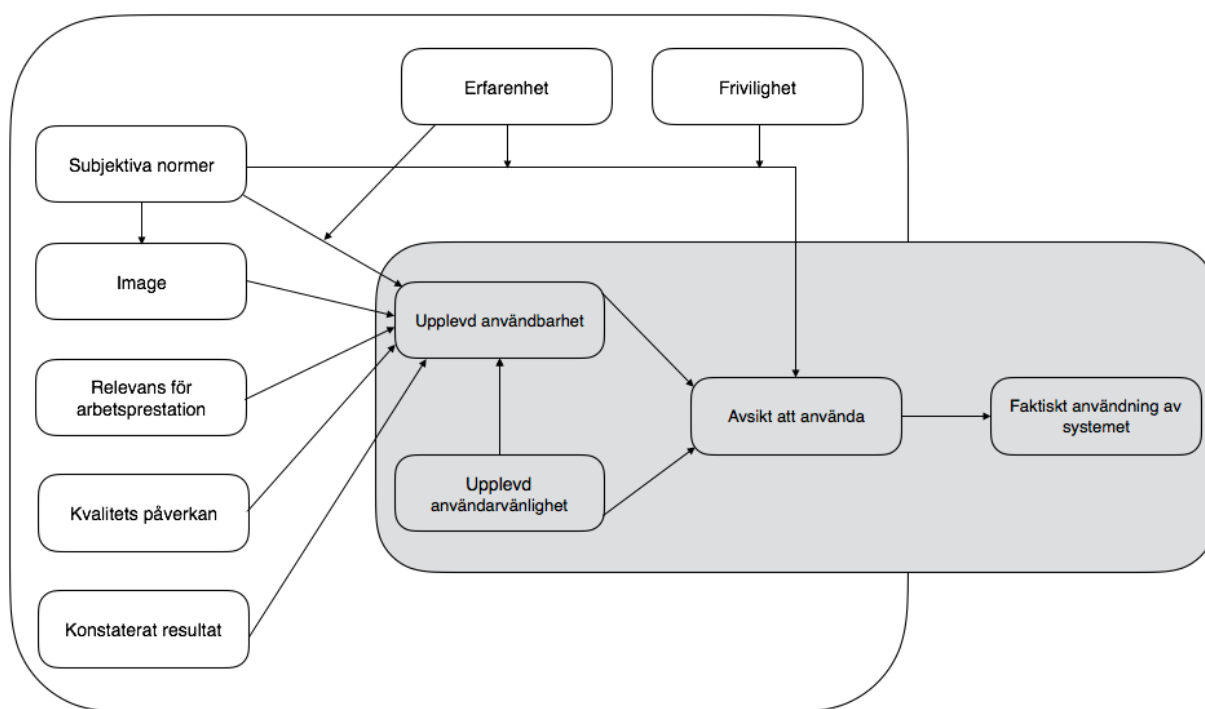 Erfarenhet
Frivilighet
Subjektiva normer
Image
Upplevd användbarhet
Relevans för
arbetsprestation
Avsikt att använda
Faktiskt användning av
systemet
Upplevd
användarvänlighet
Kvalitets påverkan
Konstaterat resultat